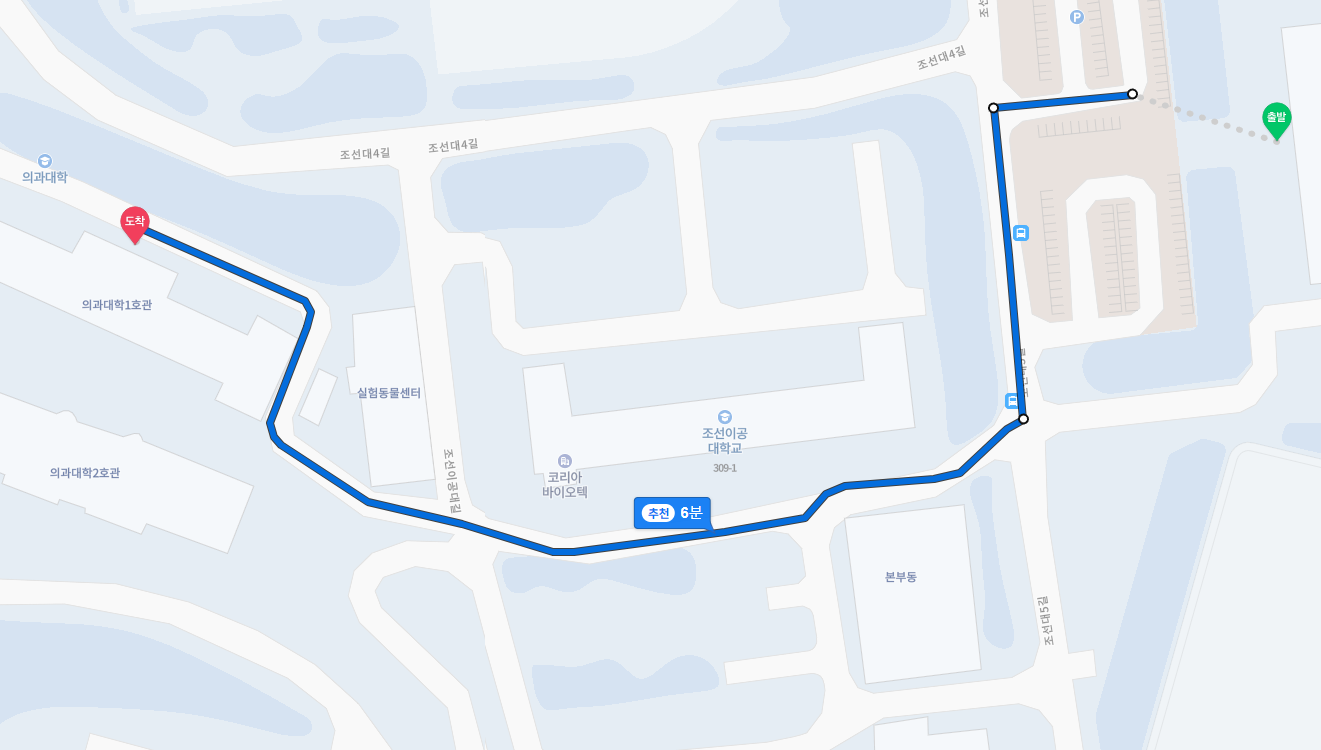 조선
P
조선대4길
출발
조선대4길
조선대4길
의과대학
도착
의과대학1호관
실험동물센터
조선이공
대학교
309-1
의과대학2호관
조선이공대길
코리아
바이오텍
추천 6분
본부동
조선대5길